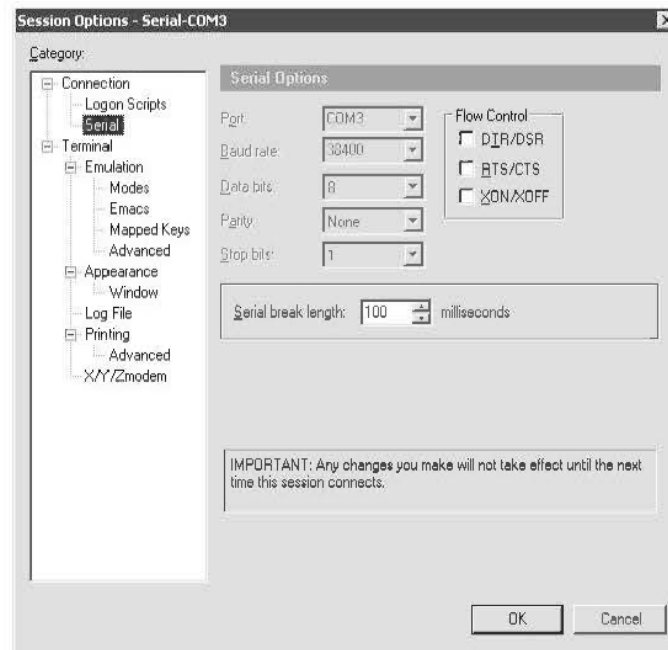 Session Options - Serial-COM3
Category:
Connection
Logon Scripts
Serial
Terminal
Emulation
Modes
Emacs
Mapped Keys
Advanced
Appearance
Window
Log File
Printing
Advanced
X/Y/Zmodem
Serial Options
Port: COM3
Baud rate: 38400
Data bits: 8
Parity: None
Stop bits: 1
Flow Control
DTR/DSR
RTS/CTS
XON/XOFF
Serial break length: 100 milliseconds
IMPORTANT: Any changes you make will not take effect until the next
time this session connects.
OK Cancel